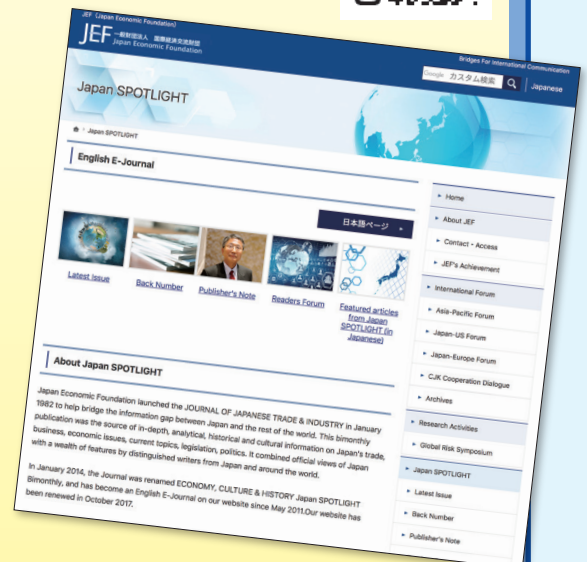 JEF (Japan Economic Foundation)
Bridges For International Communication
JEF 一般財団法人 国際経済交流財団
Japan Economic Foundation
Google カスタム検索
Japanese
Japan SPOTLIGHT
Japan SPOTLIGHT
English E-Journal
日本語ページ
Latest Issue
Back Number
Publisher's Note
Readers Forum
Featured articles
from Japan
SPOTLIGHT (in
Japanese)
About Japan SPOTLIGHT
Japan Economic Foundation launched the JOURNAL OF JAPANESE TRADE & INDUSTRY in January
1982 to help bridge the information gap between Japan and the rest of the world. This bimonthly
publication was the source of in-depth, analytical, historical and cultural information on Japan's trade,
business, economic issues, current topics, legislation, politics. It combined official views of Japan
with a wealth of features by distinguished writers from Japan and around the world.
In January 2014, the Journal was renamed ECONOMY, CULTURE & HISTORY Japan SPOTLIGHT
Bimonthly, and has become an English E-Journal on our website since May 2011.Our website has
been renewed in October 2017.
Home
About JEF
Contact・Access
JEF's Achievement
International Forum
Asia-Pacific Forum
Japan-US Forum
Japan-Europe Forum
CJK Cooperation Dialogue
Archives
Research Activities
Global Risk Symposium
Japan SPOTLIGHT
Latest Issue
Back Number
Publisher's Note